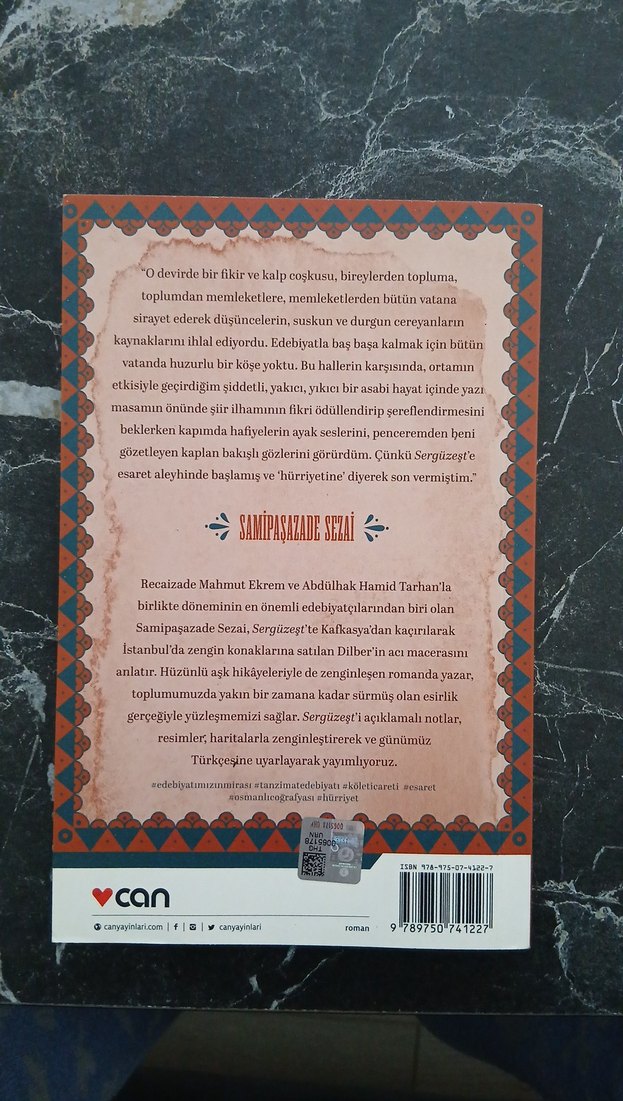 “O devirde bir fikir ve kalp coşkusu, bireylerden topluma,
toplumdan memleketlere, memleketlerden bütün vatana
sirayet ederek düşüncelerin, suskun ve durgun cereyanların
kaynaklarını ihlal ediyordu. Edebiyatla baş başa kalmak için bütün
vatanda huzurlu bir köşe yoktu. Bu hallerin karşısında, ortamın
etkisiyle geçirdiğim şiddetli, yakıcı, yıkıcı bir asabi hayat içinde yazı
masamın önünde şiir ilhamının fikri ödüllendirip şereflendirmesini
beklerken kapımda hafiyelerin ayak seslerini, penceremden beni
gözetleyen kaplan bakışlı gözlerini görürdüm. Çünkü Sergüzeşt'e
esaret aleyhinde başlamış ve ‘hürriyetine’ diyerek son vermiştim.”
SAMİPAŞAZADE SEZAİ
Recaizade Mahmut Ekrem ve Abdülhak Hamid Tarhan'la
birlikte döneminin en önemli edebiyatçılarından biri olan
Samipaşazade Sezai, Sergüzeşt'te Kafkasya'dan kaçırılarak
İstanbul'da zengin konaklarına satılan Dilber'in acı macerasını
anlatır. Hüzünlü aşk hikâyeleriyle de zenginleşen romanda yazar,
toplumumuzda yakın bir zamana kadar sürmüş olan esirlik
gerçeğiyle yüzleşmemizi sağlar. Sergüzeşt'i açıklamalı notlar,
resimler, haritalarla zenginleştirerek ve günümüz
Türkçesine uyarlayarak yayımlıyoruz.
#edebiyatımızınmirası #tanzimatedebiyatı #köleticareti #esaret
#osmanlıcoğrafyası #hürriyet
THG
URN
0065178
ISBN 978-975-07-4122-7
can
canyayinlari.com | f | canyayinlari
roman
9 789750 741227